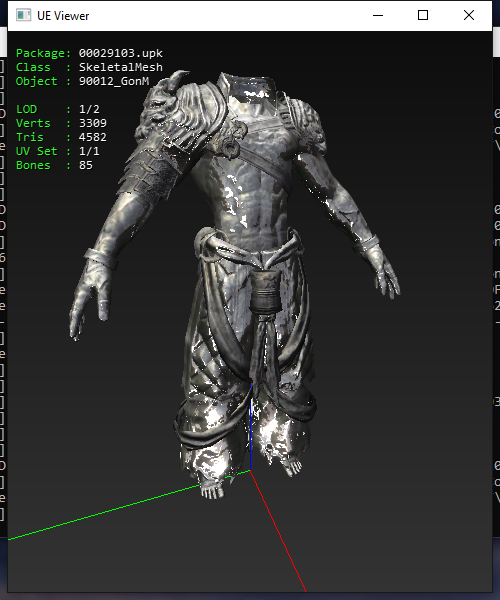 UE Viewer
Package: 00029103.upk
Class : SkeletalMesh
Object : 90012_GonM
LOD : 1/2
Verts : 3309
Tris : 4582
UV Set : 1/1
Bones : 85